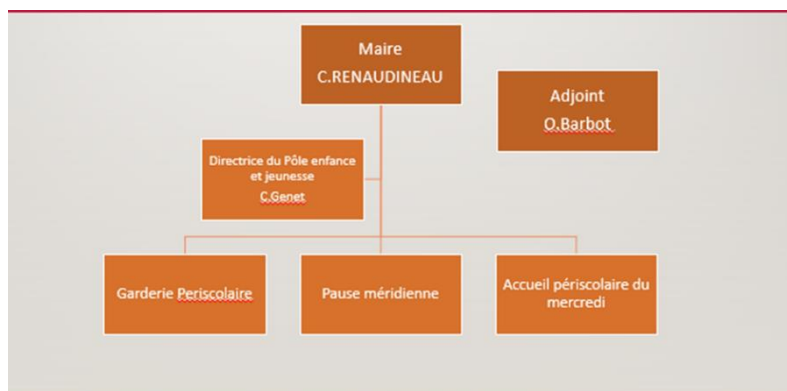 Maire
C.RENAUDINEAU
Adjoint
O.Barbot
Directrice du Pôle enfance
et jeunesse
C.Genet
Garderie Periscolaire
Pause méridienne
Accueil périscolaire du
mercredi